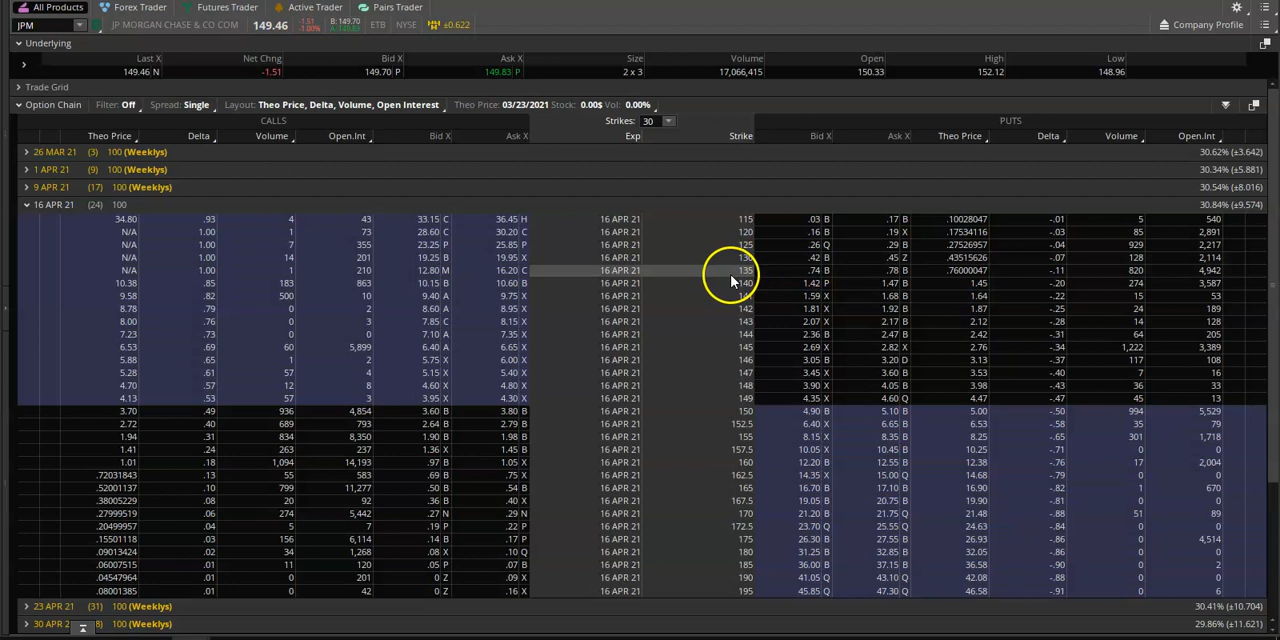 All Products Forex Trader Futures Trader Active Trader Pairs Trader
JPM JP MORGAN CHASE & CO COM 149.46 -1.51 -1.00% B: 149.70 A: 149.83 ETB NYSE ±0.622 Company Profile
Underlying
Last X Net Chng Bid X Ask X Size Volume Open High Low
149.46 N -1.51 149.70 P 149.83 P 2 x 3 17,066,415 150.33 152.12 148.96
Trade Grid
Option Chain Filter: Off Spread: Single Layout: Theo Price, Delta, Volume, Open Interest Theo Price: 03/23/2021 Stock: 0.00$ Vol: 0.00%
CALLS Strikes: 30 PUTS
Theo Price Delta Volume Open.Int Bid X Ask X Exp Strike Bid X Ask X Theo Price Delta Volume Open.Int
26 MAR 21 (3) 100 (Weeklys) 30.62% (±3.642)
1 APR 21 (9) 100 (Weeklys) 30.34% (±5.881)
9 APR 21 (17) 100 (Weeklys) 30.54% (±8.016)
16 APR 21 (24) 100 30.84% (±9.574)
34.80 .93 4 43 33.15 C 36.45 H 16 APR 21 115 .03 B .17 B .10028047 -.01 5 540
N/A 1.00 1 73 28.60 C 30.20 C 16 APR 21 120 .16 B .19 X .17534116 -.03 85 2,891
N/A 1.00 7 355 23.25 P 25.85 P 16 APR 21 125 .26 Q .29 X .27526957 -.04 929 2,217
N/A 1.00 14 201 19.25 B 19.95 X 16 APR 21 130 .42 B .45 Z .43515626 -.07 128 2,114
N/A 1.00 1 210 12.80 M 16.20 C 16 APR 21 135 .74 B .78 B .76000047 -.11 820 4,942
10.38 .85 183 863 10.15 B 10.60 B 16 APR 21 140 1.42 P 1.47 B 1.45 -.20 274 3,587
9.58 .82 500 10 9.40 A 9.75 X 16 APR 21 141 1.59 X 1.68 B 1.64 -.22 15 53
8.78 .79 0 2 8.60 A 8.95 X 16 APR 21 142 1.81 X 1.92 B 1.87 -.25 24 189
8.00 .76 0 3 7.85 C 8.15 X 16 APR 21 143 2.07 X 2.17 B 2.12 -.28 14 128
7.23 .73 0 0 7.10 A 7.35 X 16 APR 21 144 2.36 B 2.47 B 2.42 -.31 64 205
6.53 .69 60 5,899 6.40 A 6.65 X 16 APR 21 145 2.69 X 2.82 X 2.76 -.34 1,222 3,389
5.88 .65 1 2 5.75 X 6.00 X 16 APR 21 146 3.05 B 3.20 D 3.13 -.37 117 108
5.28 .61 57 4 5.15 X 5.40 X 16 APR 21 147 3.45 X 3.60 B 3.53 -.40 7 16
4.70 .57 12 8 4.60 X 4.80 X 16 APR 21 148 3.90 X 4.05 B 3.98 -.43 36 33
4.13 .53 57 3 3.95 X 4.30 X 16 APR 21 149 4.35 X 4.60 Q 4.47 -.47 45 13
3.70 .49 936 4,854 3.60 B 3.80 B 16 APR 21 150 4.90 B 5.10 B 5.00 -.50 994 5,529
2.72 .40 689 793 2.64 B 2.79 B 16 APR 21 152.5 6.40 X 6.65 B 6.53 -.58 35 79
1.94 .31 834 8,350 1.90 B 1.98 B 16 APR 21 155 8.15 X 8.35 B 8.25 -.65 301 1,718
1.41 .24 263 237 1.36 X 1.45 B 16 APR 21 157.5 10.05 X 10.45 B 10.25 -.71 0 0
1.01 .18 1,094 14,193 .97 B 1.05 X 16 APR 21 160 12.20 B 12.55 B 12.38 -.76 17 2,004
.72031843 .13 55 583 .69 B .75 X 16 APR 21 162.5 14.35 X 15.00 Q 14.68 -.79 0 0
.52001137 .10 799 11,277 .50 B .54 B 16 APR 21 165 16.70 B 17.10 B 16.90 -.82 1 670
.38005229 .08 20 92 .36 B .40 X 16 APR 21 167.5 19.05 B 20.75 B 19.90 -.81 0 0
.27999519 .06 274 5,442 .27 N .29 N 16 APR 21 170 21.20 B 21.75 X 21.48 -.88 51 89
.20499957 .04 5 7 .19 P .22 P 16 APR 21 172.5 23.70 Q 25.55 Q 24.63 -.84 0 0
.15501118 .03 156 6,114 .14 B .17 P 16 APR 21 175 26.30 B 27.55 B 26.93 -.86 0 4,514
.09013424 .02 34 1,268 .08 X .10 Q 16 APR 21 180 31.25 B 32.85 B 32.05 -.86 0 0
.06007515 .01 11 120 .05 P .07 B 16 APR 21 185 36.00 B 37.15 B 36.58 -.90 0 2
.04547964 .01 0 201 0 Z .09 X 16 APR 21 190 41.05 Q 43.10 Q 42.08 -.88 0 0
.08001385 .01 0 42 0 Z .16 X 16 APR 21 195 45.85 Q 47.30 Q 46.58 -.91 0 6
23 APR 21 (31) 100 (Weeklys) 30.41% (±10.704)
30 APR 2 8) 100 (Weeklys) 29.86% (±11.621)